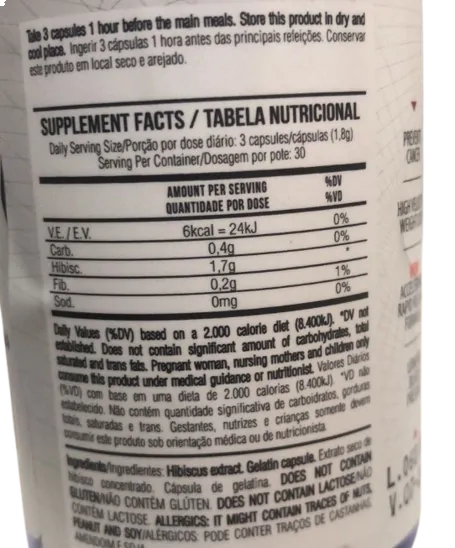 Take 3 capsules 1 hour before the main meals. Store this product in dry and
cool place. Ingerir 3 cápsulas 1 hora antes das principais refeições. Conservar
este produto em local seco e arejado.
SUPPLEMENT FACTS / TABELA NUTRICIONAL
Daily Serving Size/Porção por dose diário: 3 capsules/cápsulas (1,8g)
Serving Per Container/Dosagem por pote: 30
AMOUNT PER SERVING %DV
QUANTIDADE POR DOSE %VD
V.E. / E.V. 6kcal = 24kJ 0%
Carb. 0,4g 0%
Hibisc. 1,7g *
Fib. 0,2g 1%
Sod. 0mg 0%
Daily Values (%DV) based on a 2.000 calorie diet (8.400kJ). *DV not
established. Does not contain significant amount of carbohydrates, total
saturated and trans fats. Pregnant woman, nursing mothers and children only
consume this product under medical guidance or nutritionist. Valores Diários
(%VD) com base em uma dieta de 2.000 calorias (8.400kJ). *VD não
estabelecido. Não contém quantidade significativa de carboidratos, gorduras
totais, saturadas e trans. Gestantes, nutrizes e crianças somente devem
consumir este produto sob orientação médica ou de nutricionista.
Ingredients/Ingredientes: Hibiscus extract. Gelatin capsule. Extrato seco de
hibisco concentrado. Cápsula de gelatina. DOES NOT CONTAIN
GLUTEN/NÃO CONTÉM GLÚTEN. DOES NOT CONTAIN LACTOSE/NÃO
CONTÉM LACTOSE. ALLERGICS: IT MIGHT CONTAIN TRACES OF NUTS,
PEANUT AND SOY/ALÉRGICOS: PODE CONTER TRAÇOS DE CASTANHAS,
AMENDOIM E SOJA